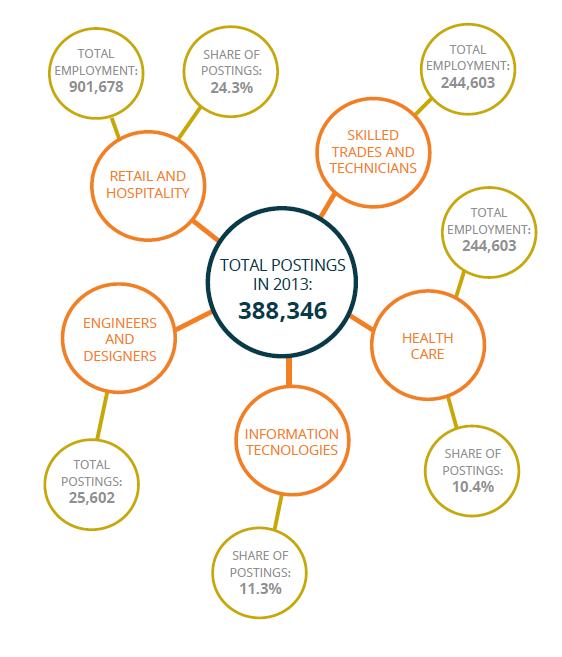 TOTAL
EMPLOYMENT:
901,678
SHARE OF
POSTINGS:
24.3%
TOTAL
EMPLOYMENT:
244,603
RETAIL AND
HOSPITALITY
SKILLED
TRADES AND
TECHNICIANS
TOTAL
EMPLOYMENT:
244,603
TOTAL POSTINGS
IN 2013:
388,346
ENGINEERS
AND
DESIGNERS
HEALTH
CARE
INFORMATION
TECNOLOGIES
TOTAL
POSTINGS:
25,602
SHARE OF
POSTINGS:
10.4%
SHARE OF
POSTINGS:
11.3%